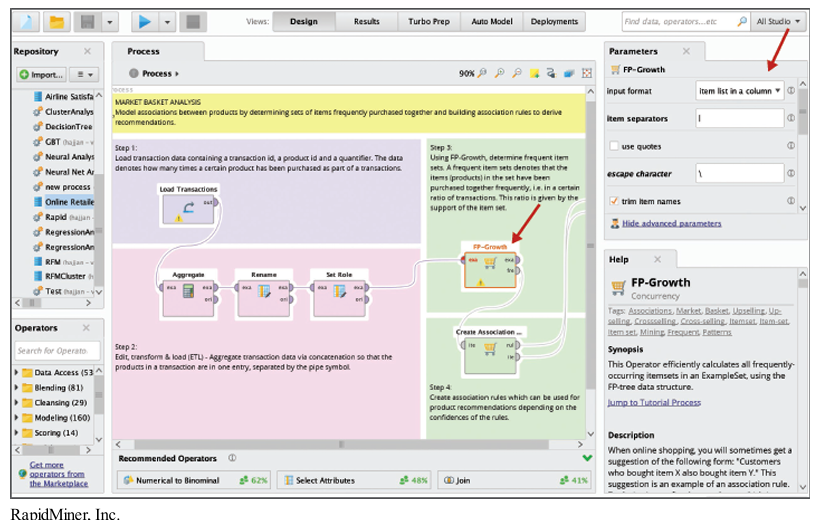 Views: Design Results Turbo Prep Auto Model Deployments Find data, operators...etc All Studio
Repository
Import...
Airline Satisfa
ClusterAnalys
DecisionTree
GBT (hajjan - v
Neural Analys
Neural Net Ar
new process
Online Retaile
Rapid (hajjan -
RegressionAn
RegressionAn
RFM (hajjan - v
RFMCluster (h
Test (hajjan - v
Operators
Search for Operato.
Data Access (53
Blending (81)
Cleansing (29)
Modeling (160)
Scoring (14)
Get more
operators from
the Marketplace
Process
Process
90%
MARKET BASKET ANALYSIS
Model associations between products by determining sets of items frequently purchased together and building association rules to derive
recommendations.
Step 1:
Load transaction data containing a transaction id, a product id and a quantifier. The data
denotes how many times a certain product has been purchased as part of a transactions.
Load Transactions
out
Aggregate
exa exa
ori
Rename
exa exa
ori
Set Role
exa exa
ori
Step 2:
Edit, transform & load (ETL) - Aggregate transaction data via concatenation so that the
products in a transaction are in one entry, separated by the pipe symbol.
Step 3:
Using FP-Growth, determine frequent item
sets. A frequent item sets denotes that the
items (products) in the set have been
purchased together frequently, i.e. in a certain
ratio of transactions. This ratio is given by the
support of the item set.
FP-Growth
exa exa
fre
Create Association ...
ite rul
ite
Step 4:
Create association rules which can be used for
product recommendations depending on the
confidences of the rules.
Recommended Operators
Numerical to Binominal 62% Select Attributes 48% Join 41%
Parameters
FP-Growth
input format item list in a column
item separators |
use quotes
escape character \
trim item names
Hide advanced parameters
Help
FP-Growth
Concurrency
Tags: Associations, Market, Basket, Upselling, Up-
selling, Crossselling, Cross-selling, Itemset, Item-set,
Item set, Mining, Frequent, Patterns
Synopsis
This Operator efficiently calculates all frequently-
occurring itemsets in an ExampleSet, using the
FP-tree data structure.
Jump to Tutorial Process
Description
When online shopping, you will sometimes get a
suggestion of the following form: "Customers
who bought item X also bought item Y." This
suggestion is an example of an association rule.
RapidMiner, Inc.